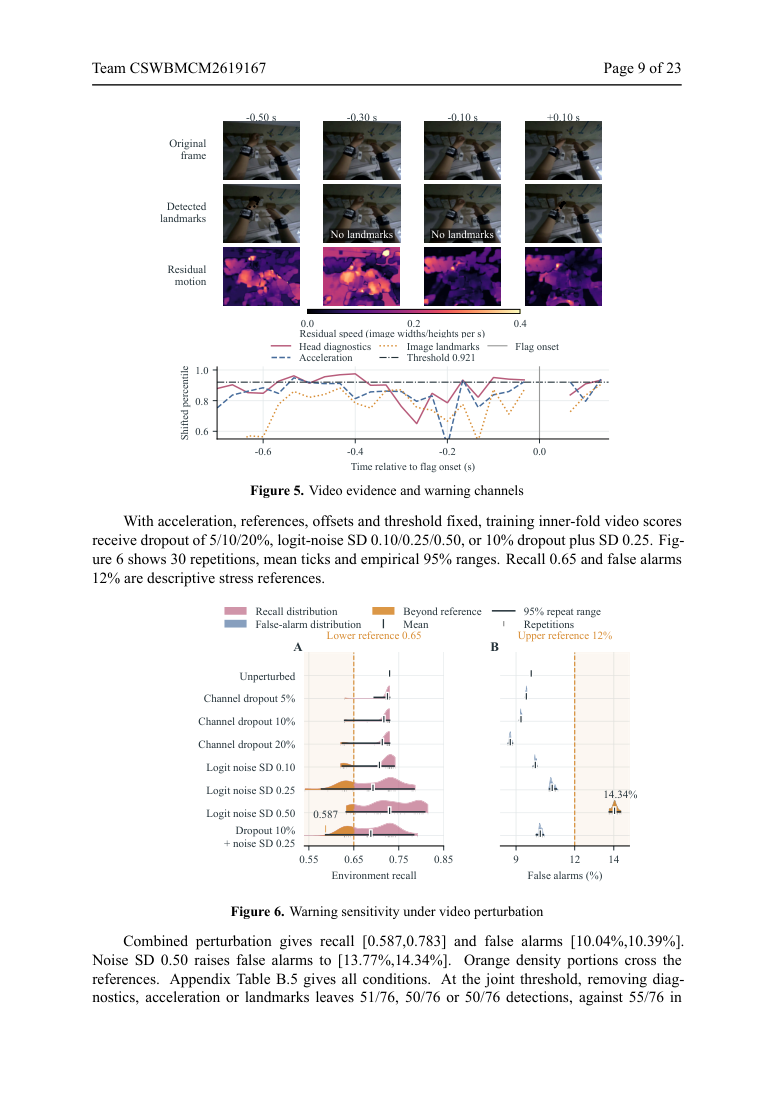 Team CSWBMCM2619167 Page 9 of 23
-0.50 s -0.30 s -0.10 s +0.10 s
Original
frame
Detected
landmarks
No landmarks No landmarks
Residual
motion
0.0 0.2 0.4
Residual speed (image widths/heights per s)
Head diagnostics Image landmarks Flag onset
Acceleration Threshold 0.921
Shifted percentile
1.0
0.8
0.6
-0.6 -0.4 -0.2 0.0
Time relative to flag onset (s)
Figure 5. Video evidence and warning channels
With acceleration, references, offsets and threshold fixed, training inner-fold video scores
receive dropout of 5/10/20%, logit-noise SD 0.10/0.25/0.50, or 10% dropout plus SD 0.25. Fig-
ure 6 shows 30 repetitions, mean ticks and empirical 95% ranges. Recall 0.65 and false alarms
12% are descriptive stress references.
Recall distribution Beyond reference 95% repeat range
False-alarm distribution Mean Repetitions
Lower reference 0.65 Upper reference 12%
A B
Unperturbed
Channel dropout 5%
Channel dropout 10%
Channel dropout 20%
Logit noise SD 0.10
Logit noise SD 0.25
14.34%
Logit noise SD 0.50
0.587
Dropout 10%
+ noise SD 0.25
0.55 0.65 0.75 0.85 9 12 14
Environment recall False alarms (%)
Figure 6. Warning sensitivity under video perturbation
Combined perturbation gives recall [0.587,0.783] and false alarms [10.04%,10.39%].
Noise SD 0.50 raises false alarms to [13.77%,14.34%]. Orange density portions cross the
references. Appendix Table B.5 gives all conditions. At the joint threshold, removing diag-
nostics, acceleration or landmarks leaves 51/76, 50/76 or 50/76 detections, against 55/76 in